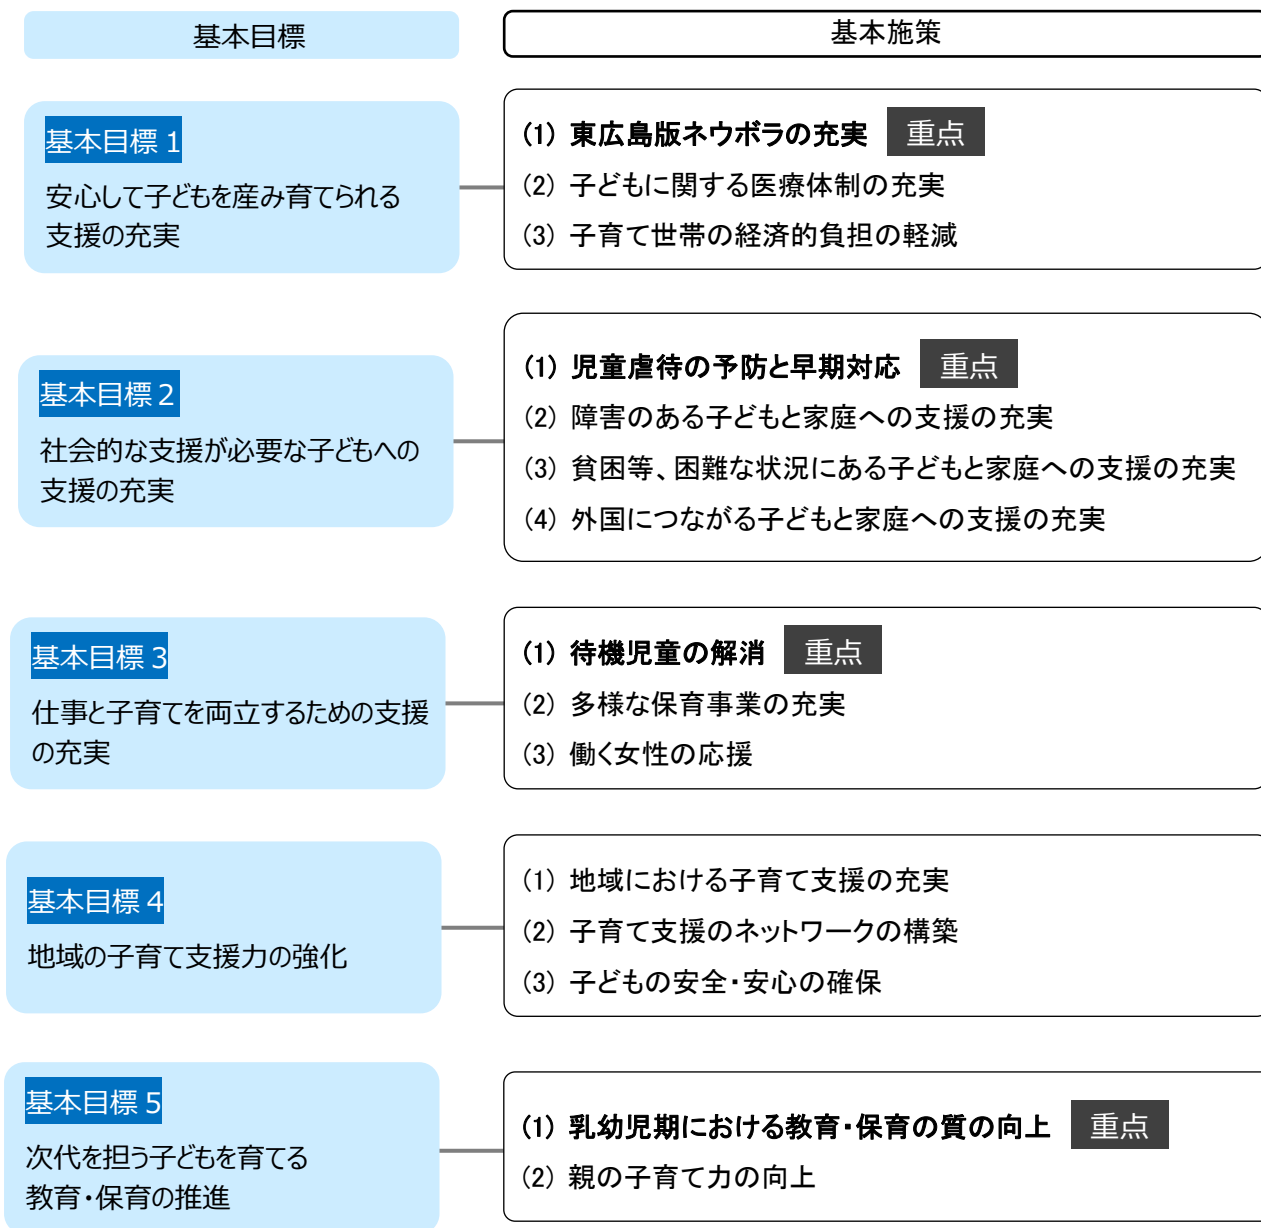 基本目標
基本施策
基本目標 1
安心して子どもを産み育てられる
支援の充実
(1) 東広島版ネウボラの充実 重点
(2) 子どもに関する医療体制の充実
(3) 子育て世帯の経済的負担の軽減
基本目標 2
社会的な支援が必要な子どもへの
支援の充実
(1) 児童虐待の予防と早期対応 重点
(2) 障害のある子どもと家庭への支援の充実
(3) 貧困等、困難な状況にある子どもと家庭への支援の充実
(4) 外国につながる子どもと家庭への支援の充実
基本目標 3
仕事と子育てを両立するための支援
の充実
(1) 待機児童の解消 重点
(2) 多様な保育事業の充実
(3) 働く女性の応援
基本目標 4
地域の子育て支援力の強化
(1) 地域における子育て支援の充実
(2) 子育て支援のネットワークの構築
(3) 子どもの安全・安心の確保
基本目標 5
次代を担う子どもを育てる
教育・保育の推進
(1) 乳幼児期における教育・保育の質の向上 重点
(2) 親の子育て力の向上